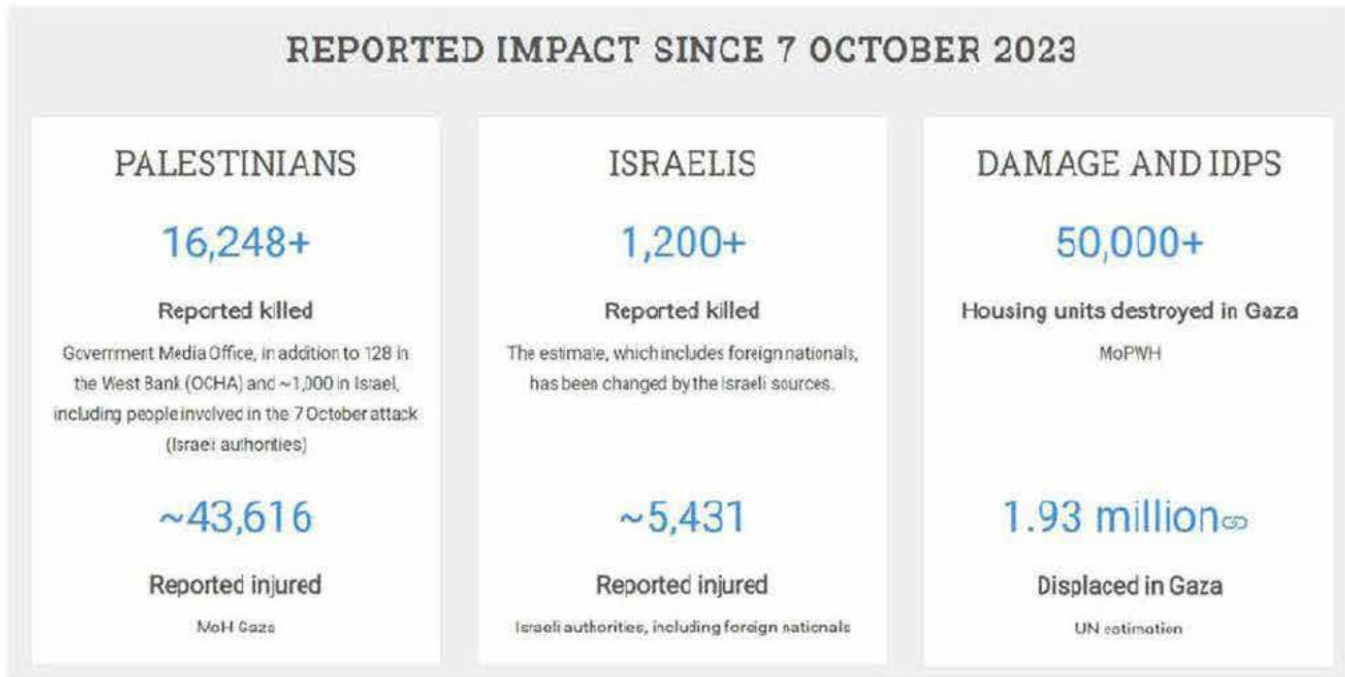 REPORTED IMPACT SINCE 7 OCTOBER 2023
PALESTINIANS
16,248+
Reported killed
Government Media Office, in addition to 128 in
the West Bank (OCHA) and ~1,000 in Israel,
including people involved in the 7 October attack
(Israeli authorities)
~43,616
Reported injured
MoH Gaza
ISRAELIS
1,200+
Reported killed
The estimate, which includes foreign nationals,
has been changed by the Israeli sources.
~5,431
Reported injured
Israeli authorities, including foreign nationals
DAMAGE AND IDPS
50,000+
Housing units destroyed in Gaza
MoPWH
1.93 million
Displaced in Gaza
UN estimation